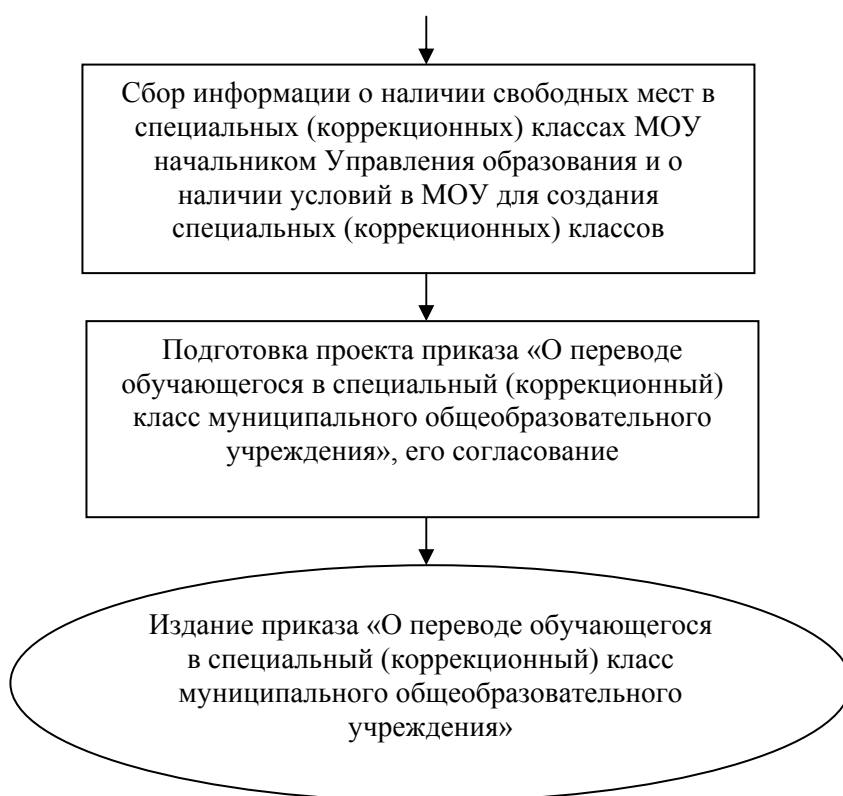 Сбор информации о наличии свободных мест в
специальных (коррекционных) классах МОУ
начальником Управления образования и о
наличии условий в МОУ для создания
специальных (коррекционных) классов
Подготовка проекта приказа «О переводе
обучающегося в специальный (коррекционный)
класс муниципального общеобразовательного
учреждения», его согласование
Издание приказа «О переводе обучающегося
в специальный (коррекционный) класс
муниципального общеобразовательного
учреждения»